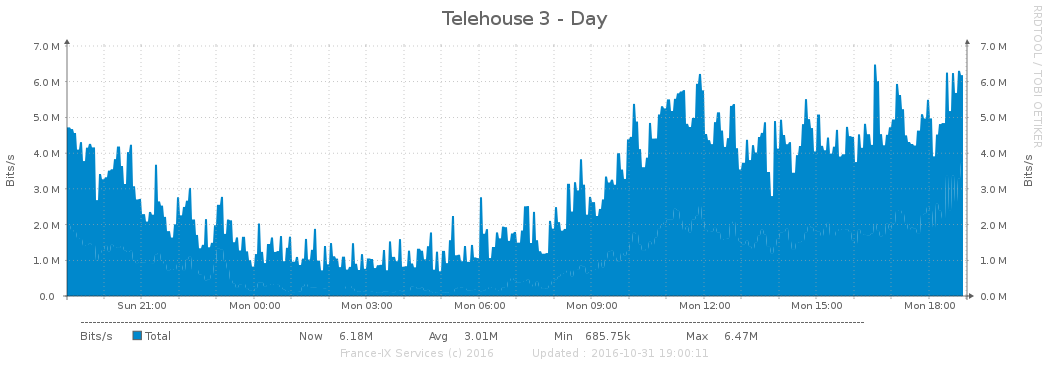 Telehouse 3 - Day
RRDTOOL / TOBI OETIKER
7.0 M 7.0 M
6.0 M 6.0 M
5.0 M 5.0 M
4.0 M 4.0 M
3.0 M 3.0 M
2.0 M 2.0 M
1.0 M 1.0 M
0.0 0.0 M
Bits/s
Bits/s
Sun 21:00 Mon 00:00 Mon 03:00 Mon 06:00 Mon 09:00 Mon 12:00 Mon 15:00 Mon 18:00
Bits/s Total Now 6.18M Avg 3.01M Min 685.75k Max 6.47M
France-IX Services (c) 2016 Updated : 2016-10-31 19:00:11